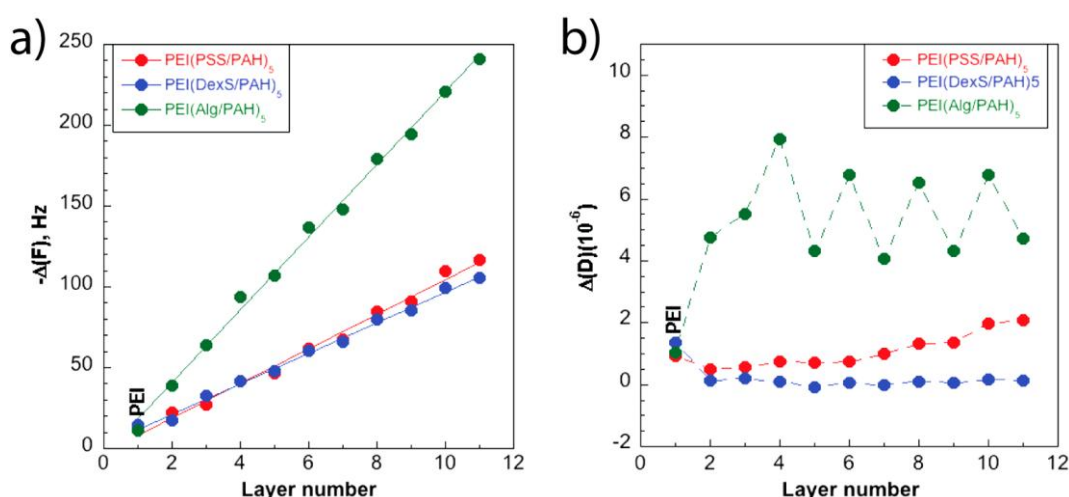 a)
PEI(PSS/PAH)5
PEI(DexS/PAH)5
PEI(Alg/PAH)5
-Δ(F), Hz
250
200
150
100
50
0
PEI
0 2 4 6 8 10 12
Layer number
b)
PEI(PSS/PAH)5
PEI(DexS/PAH)5
PEI(Alg/PAH)5
Δ(D)(10-6)
10
8
6
4
2
0
-2
PEI
0 2 4 6 8 10 12
Layer number